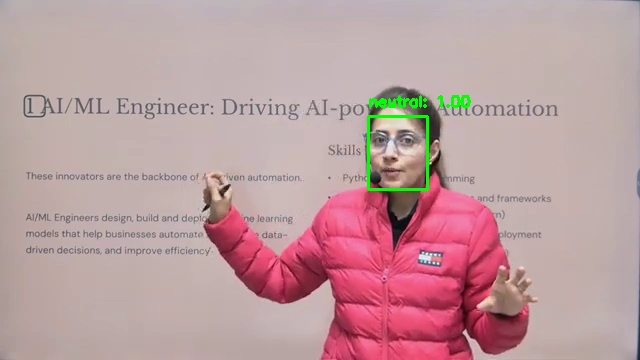 neutral: 1.00
1 AI/ML Engineer: Driving AI-po Automation
Skills
These innovators are the backbone of driven automation.
• mming
AI/ML Engineers design, build and deplo ine learning
and frameworks
models that help businesses automate data-
ployment
driven decisions, and improve efficiency
TOMMY